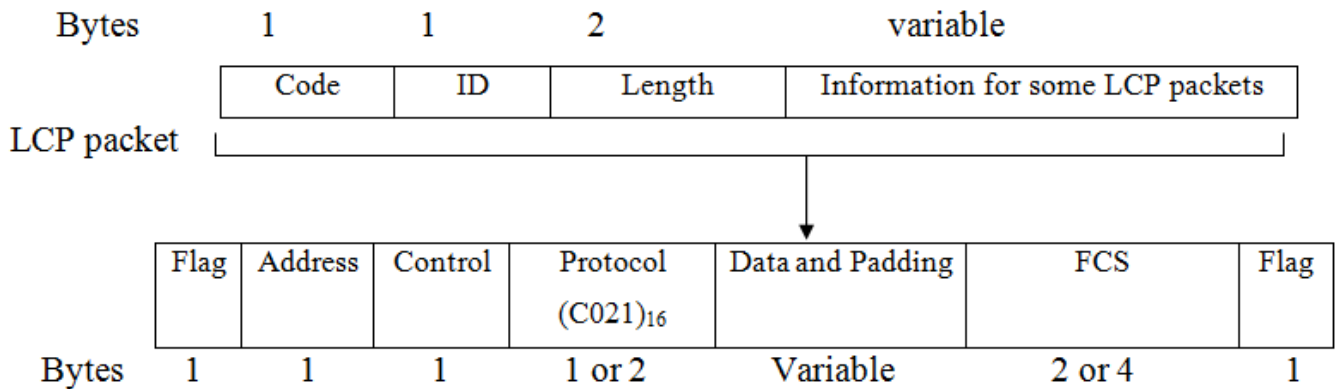 Bytes 1 1 2 variable
Code ID Length Information for some LCP packets
LCP packet
Flag Address Control Protocol Data and Padding FCS Flag
(C021)₁₆
Bytes 1 1 1 1 or 2 Variable 2 or 4 1